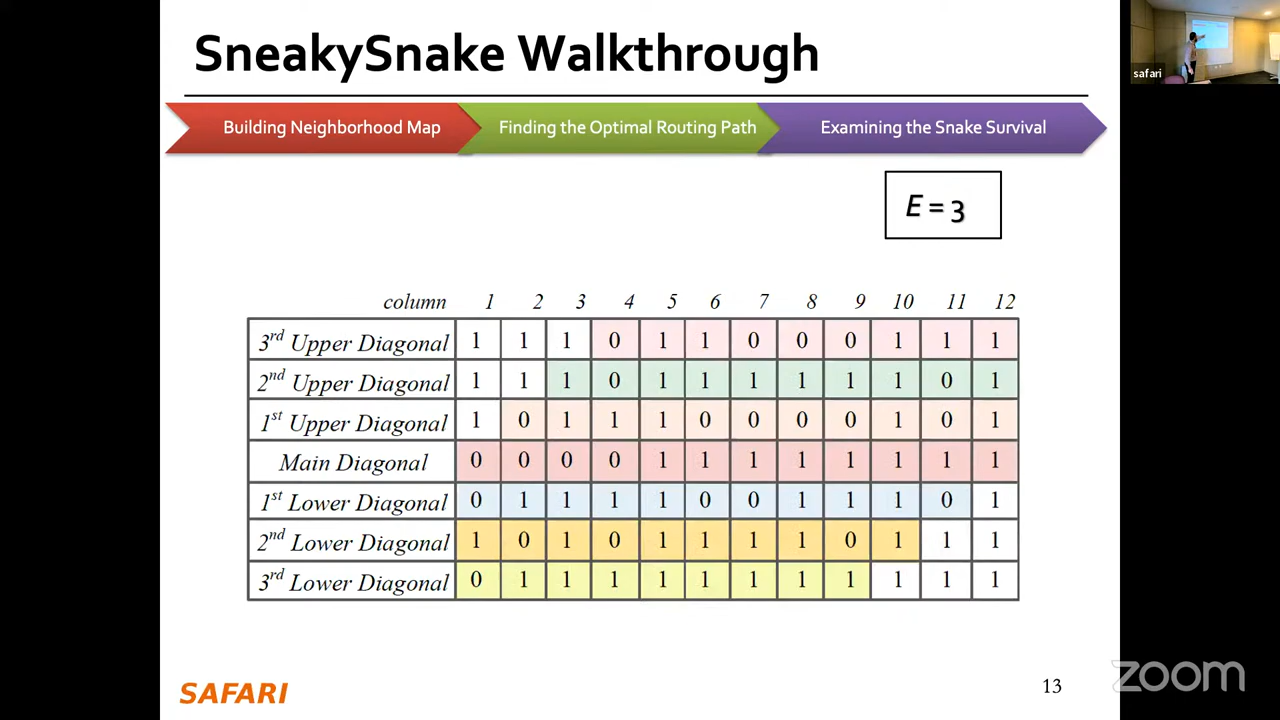 SneakySnake Walkthrough
safari
Building Neighborhood Map Finding the Optimal Routing Path Examining the Snake Survival
E = 3
column 1 2 3 4 5 6 7 8 9 10 11 12
3rd Upper Diagonal 1 1 1 0 1 1 0 0 0 1 1 1
2nd Upper Diagonal 1 1 1 0 1 1 1 1 1 1 0 1
1st Upper Diagonal 1 0 1 1 1 0 0 0 0 1 0 1
Main Diagonal 0 0 0 0 1 1 1 1 1 1 1 1
1st Lower Diagonal 0 1 1 1 1 0 0 1 1 1 0 1
2nd Lower Diagonal 1 0 1 0 1 1 1 1 0 1 1 1
3rd Lower Diagonal 0 1 1 1 1 1 1 1 1 1 1 1
SAFARI
13
zoom